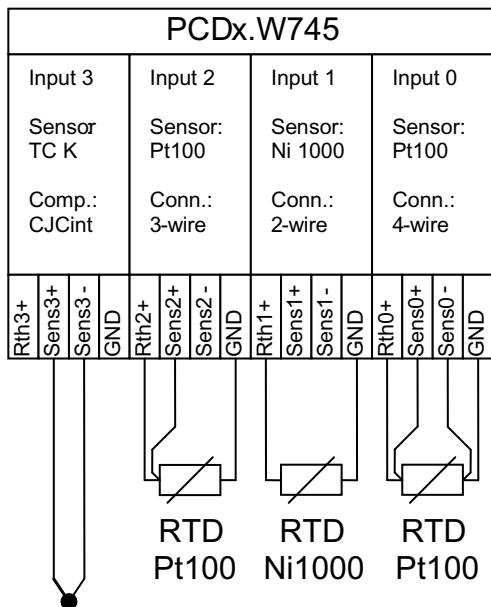 PCDx.W745
Input 3
Sensor
TC K
Comp.:
CJCint
Input 2
Sensor:
Pt100
Conn.:
3-wire
Input 1
Sensor:
Ni 1000
Conn.:
2-wire
Input 0
Sensor:
Pt100
Conn.:
4-wire
Rth3+
Sens3+
Sens3-
GND
Rth2+
Sens2+
Sens2-
GND
Rth1+
Sens1+
Sens1-
GND
Rth0+
Sens0+
Sens0-
GND
RTD
Pt100
RTD
Ni1000
RTD
Pt100